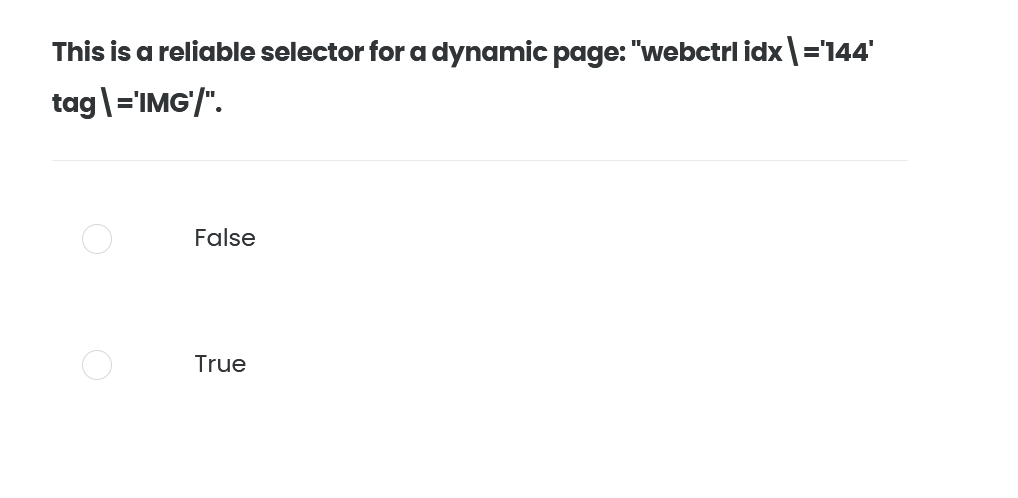 This is a reliable selector for a dynamic page: "webctrl idx\='144'
tag\='IMG'/".
False
True